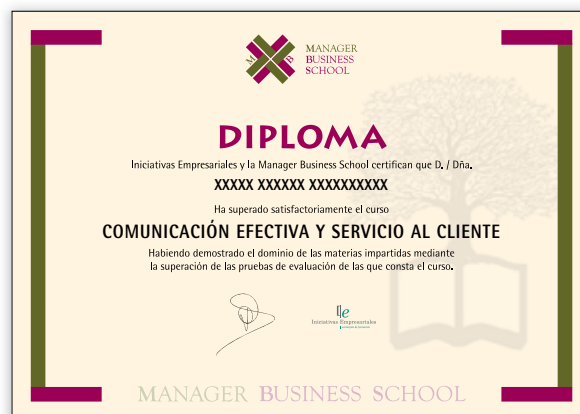 M B
MANAGER
BUSINESS
SCHOOL
DIPLOMA
Iniciativas Empresariales y la Manager Business School certifican que D. / Dña.
XXXXX XXXXXX XXXXXXXXXX
Ha superado satisfactoriamente el curso
COMUNICACIÓN EFECTIVA Y SERVICIO AL CLIENTE
Habiendo demostrado el dominio de las materias impartidas mediante
la superación de las pruebas de evaluación de las que consta el curso.
Iniciativas Empresariales
MANAGER BUSINESS SCHOOL